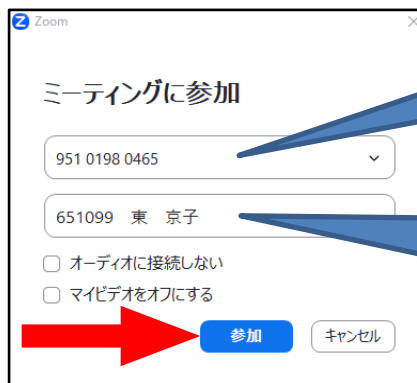 Zoom
ミーティングに参加
951 0198 0465
651099　東　京子
オーディオに接続しない
マイビデオをオフにする
参加
キャンセル